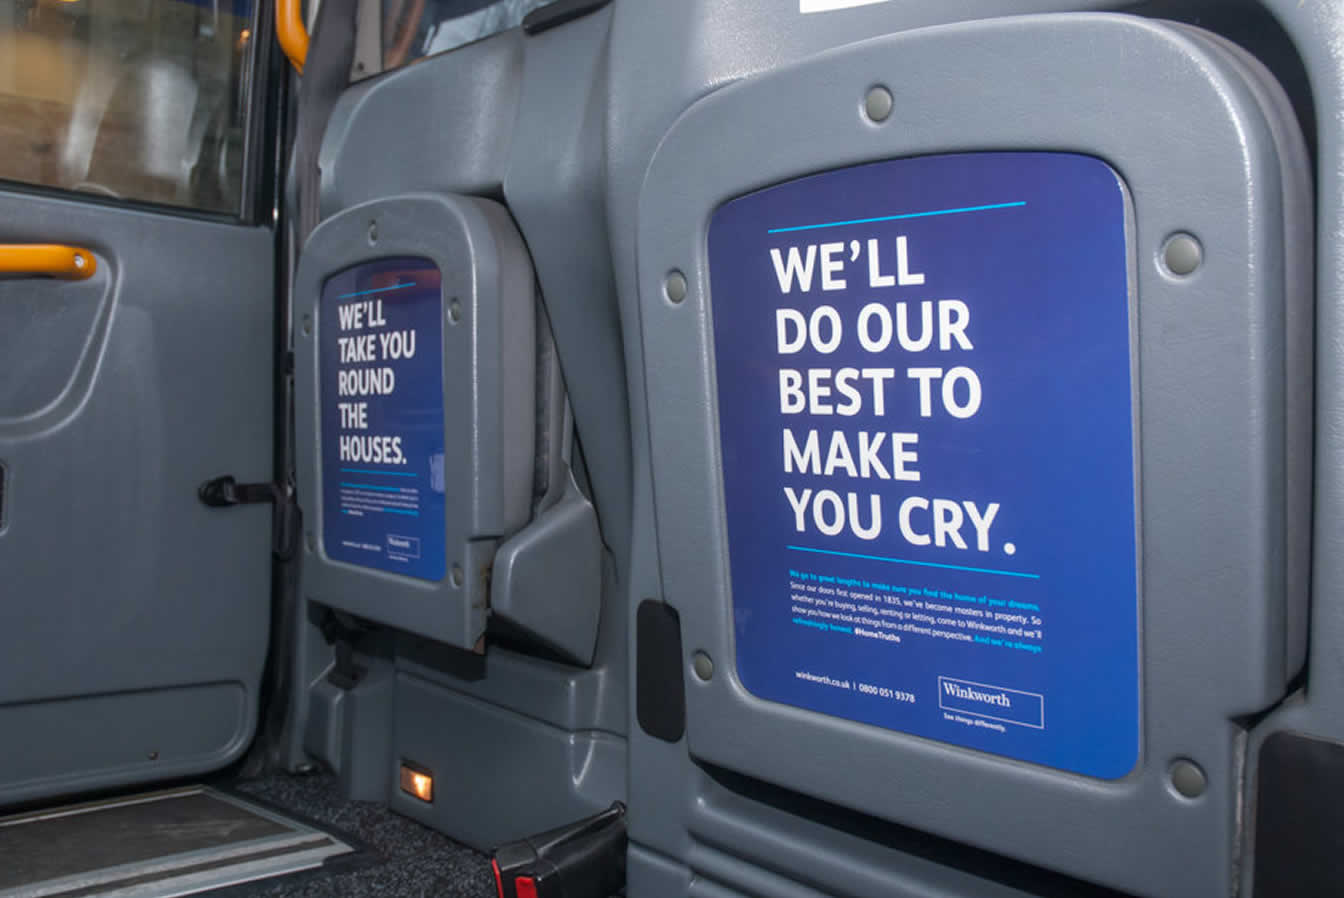 WE'LL
TAKE YOU
ROUND
THE
HOUSES.
Winkworth
WE'LL
DO OUR
BEST TO
MAKE
YOU CRY.
We go to great lengths to make sure you find the home of your dreams.
Since our doors first opened in 1835, we've become masters in property. So
whether you're buying, selling, renting or letting, come to Winkworth and we'll
show you how we look at things from a different perspective. And we're always
refreshingly honest. #HomeTruths
winkworth.co.uk | 0800 051 9378
Winkworth
See things differently.